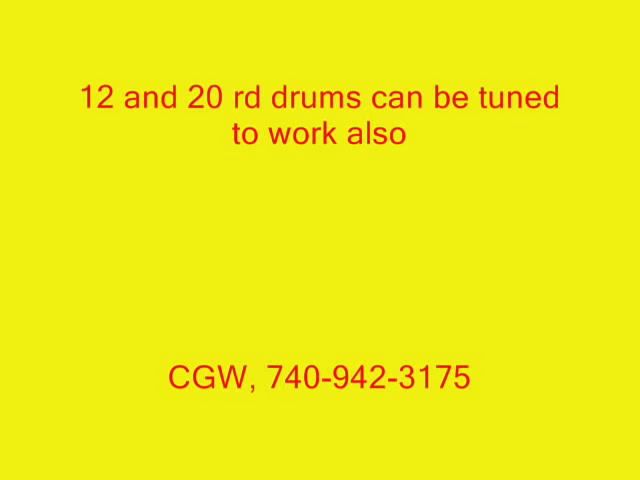 12 and 20 rd drums can be tuned
to work also
CGW, 740-942-3175